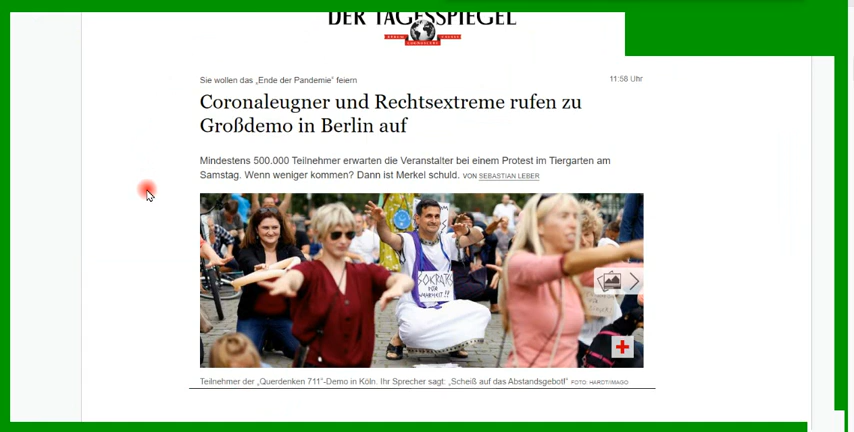 DER TAGESSPIEGEL
Sie wollen das „Ende der Pandemie" feiern
11:58 Uhr
Coronaleugner und Rechtsextreme rufen zu
Großdemo in Berlin auf
Mindestens 500.000 Teilnehmer erwarten die Veranstalter bei einem Protest im Tiergarten am
Samstag. Wenn weniger kommen? Dann ist Merkel schuld. VON SEBASTIAN LEBER
SOKRATES
Teilnehmer der „Querdenken 711"-Demo in Köln. Ihr Sprecher sagt: „Scheiß auf das Abstandsgebot!" FOTO: HARDT/IMAGO